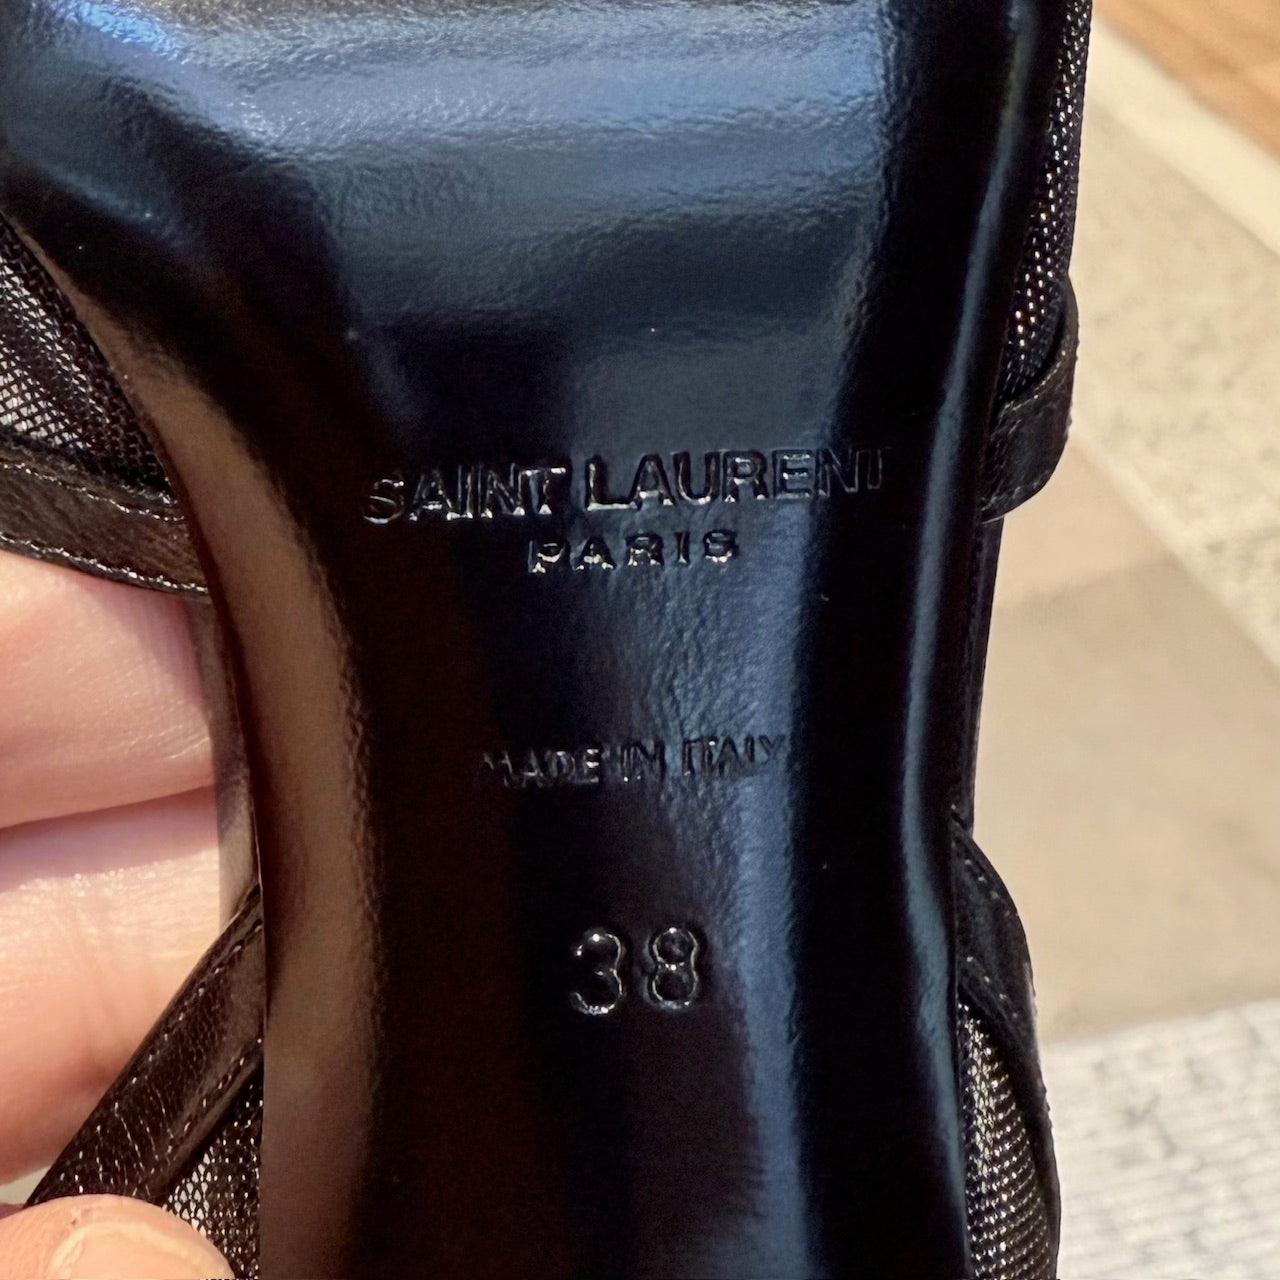 SAINT LAURENT
PARIS
MADE IN ITALY
38